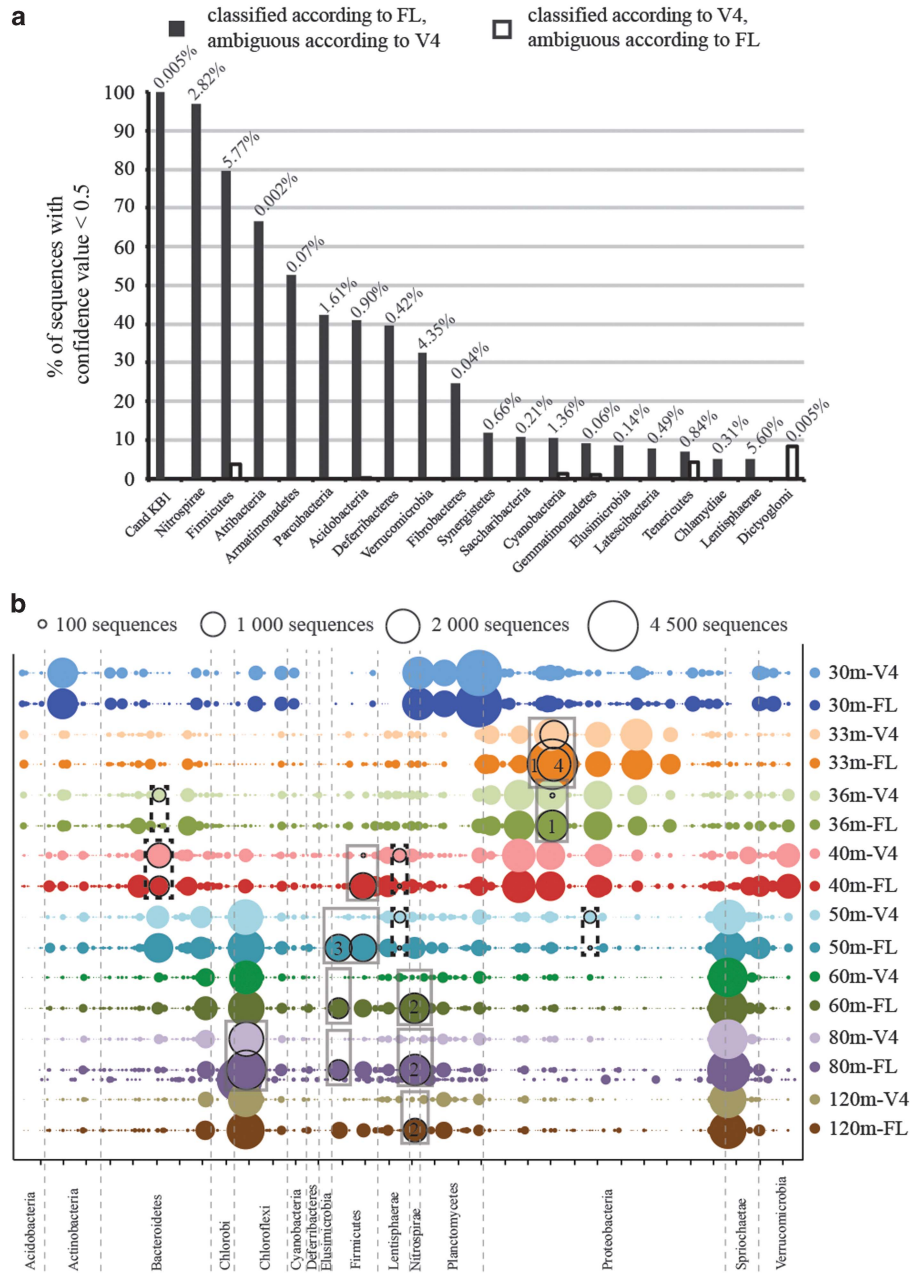 a
classified according to FL,
ambiguous according to V4
classified according to V4,
ambiguous according to FL
% of sequences with
confidence value < 0.5
100
90
80
70
60
50
40
30
20
10
0
0.005%
2.82%
5.77%
0.002%
0.07%
1.61%
0.90%
0.42%
4.35%
0.04%
0.66%
0.21%
1.36%
0.06%
0.14%
0.49%
0.84%
0.31%
5.60%
0.005%
Cand KB1
Nitrospirae
Firmicutes
Atribacteria
Armatimonadetes
Parcubacteria
Acidobacteria
Deferribacteres
Verrucomicrobia
Fibrobacteres
Synergistetes
Saccharibacteria
Cyanobacteria
Gemmatimonadetes
Elusimicrobia
Latescibacteria
Tenericutes
Chlamydiae
Lentisphaerae
Dictyoglomi
b
100 sequences
1 000 sequences
2 000 sequences
4 500 sequences
30m-V4
30m-FL
33m-V4
1 4
33m-FL
36m-V4
1
36m-FL
40m-V4
40m-FL
50m-V4
3
50m-FL
60m-V4
2
60m-FL
80m-V4
2
80m-FL
120m-V4
2
120m-FL
Acidobacteria
Actinobacteria
Bacteroidetes
Chlorobi
Chloroflexi
Cyanobacteria
Deferribacteres
Elusimicrobia
Firmicutes
Lentisphaerae
Nitrospirae
Planctomycetes
Proteobacteria
Spriochaetae
Verrucomicrobia